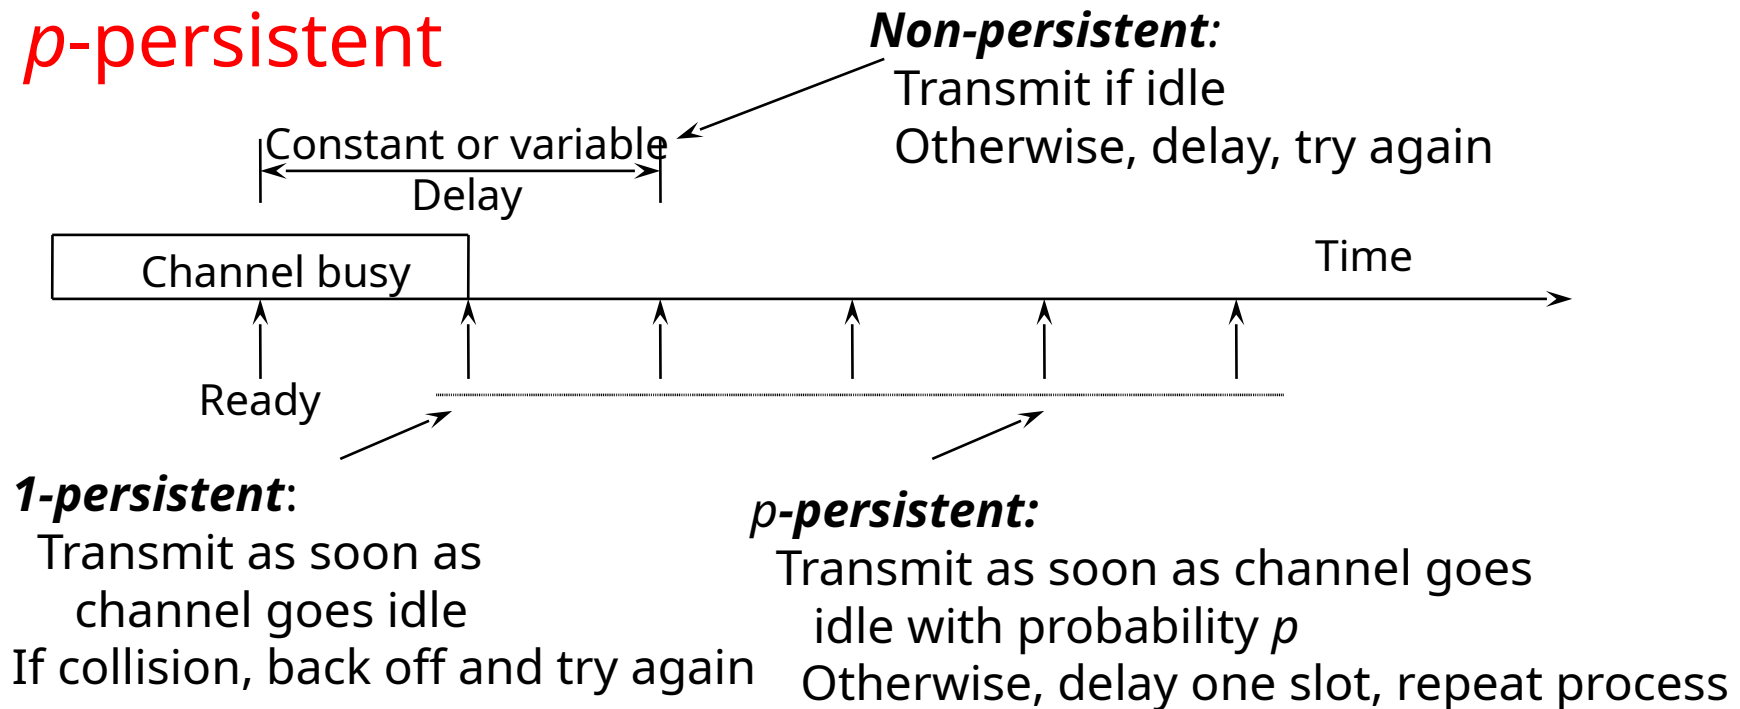 p-persistent
Non-persistent:
Transmit if idle
Otherwise, delay, try again
Constant or variable
Delay
Channel busy
Time
Ready
1-persistent:
Transmit as soon as
channel goes idle
If collision, back off and try again
p-persistent:
Transmit as soon as channel goes
idle with probability p
Otherwise, delay one slot, repeat process